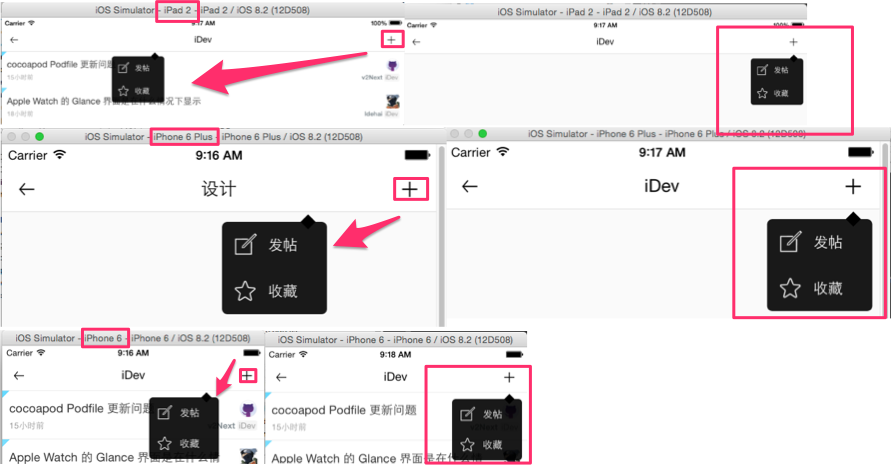 iOS Simulator - iPad 2 - iPad 2 / iOS 8.2 (12D508)
Carrier 9:17 AM 100%
iDev
cocoapod Podfile 更新问题
15小时前
v2Next iDev
发帖
收藏
Apple Watch 的 Glance 界面是在什么情况下显示
18小时前
ldehai iDev
iOS Simulator - iPad 2 - iPad 2 / iOS 8.2 (12D508)
Carrier 9:17 AM
iDev
发帖
收藏
iOS Simulator - iPhone 6 Plus - iPhone 6 Plus / iOS 8.2 (12D508)
Carrier 9:16 AM
设计
发帖
收藏
iOS Simulator - iPhone 6 Plus - iPhone 6 Plus / iOS 8.2 (12D508)
Carrier 9:17 AM
iDev
发帖
收藏
iOS Simulator - iPhone 6 - iPhone 6 / iOS 8.2 (12D508)
Carrier 9:16 AM
iDev
cocoapod Podfile 更新问题
15小时前
Next iDev
发帖
收藏
Apple Watch 的 Glance 界面是在什么情
iOS Simulator - iPhone 6 - iPhone 6 / iOS 8.2 (12D508)
Carrier 9:18 AM
iDev
cocoapod Podfile 更新问题
15小时前
发帖
收藏
Apple Watch 的 Glance 界面是在什么情